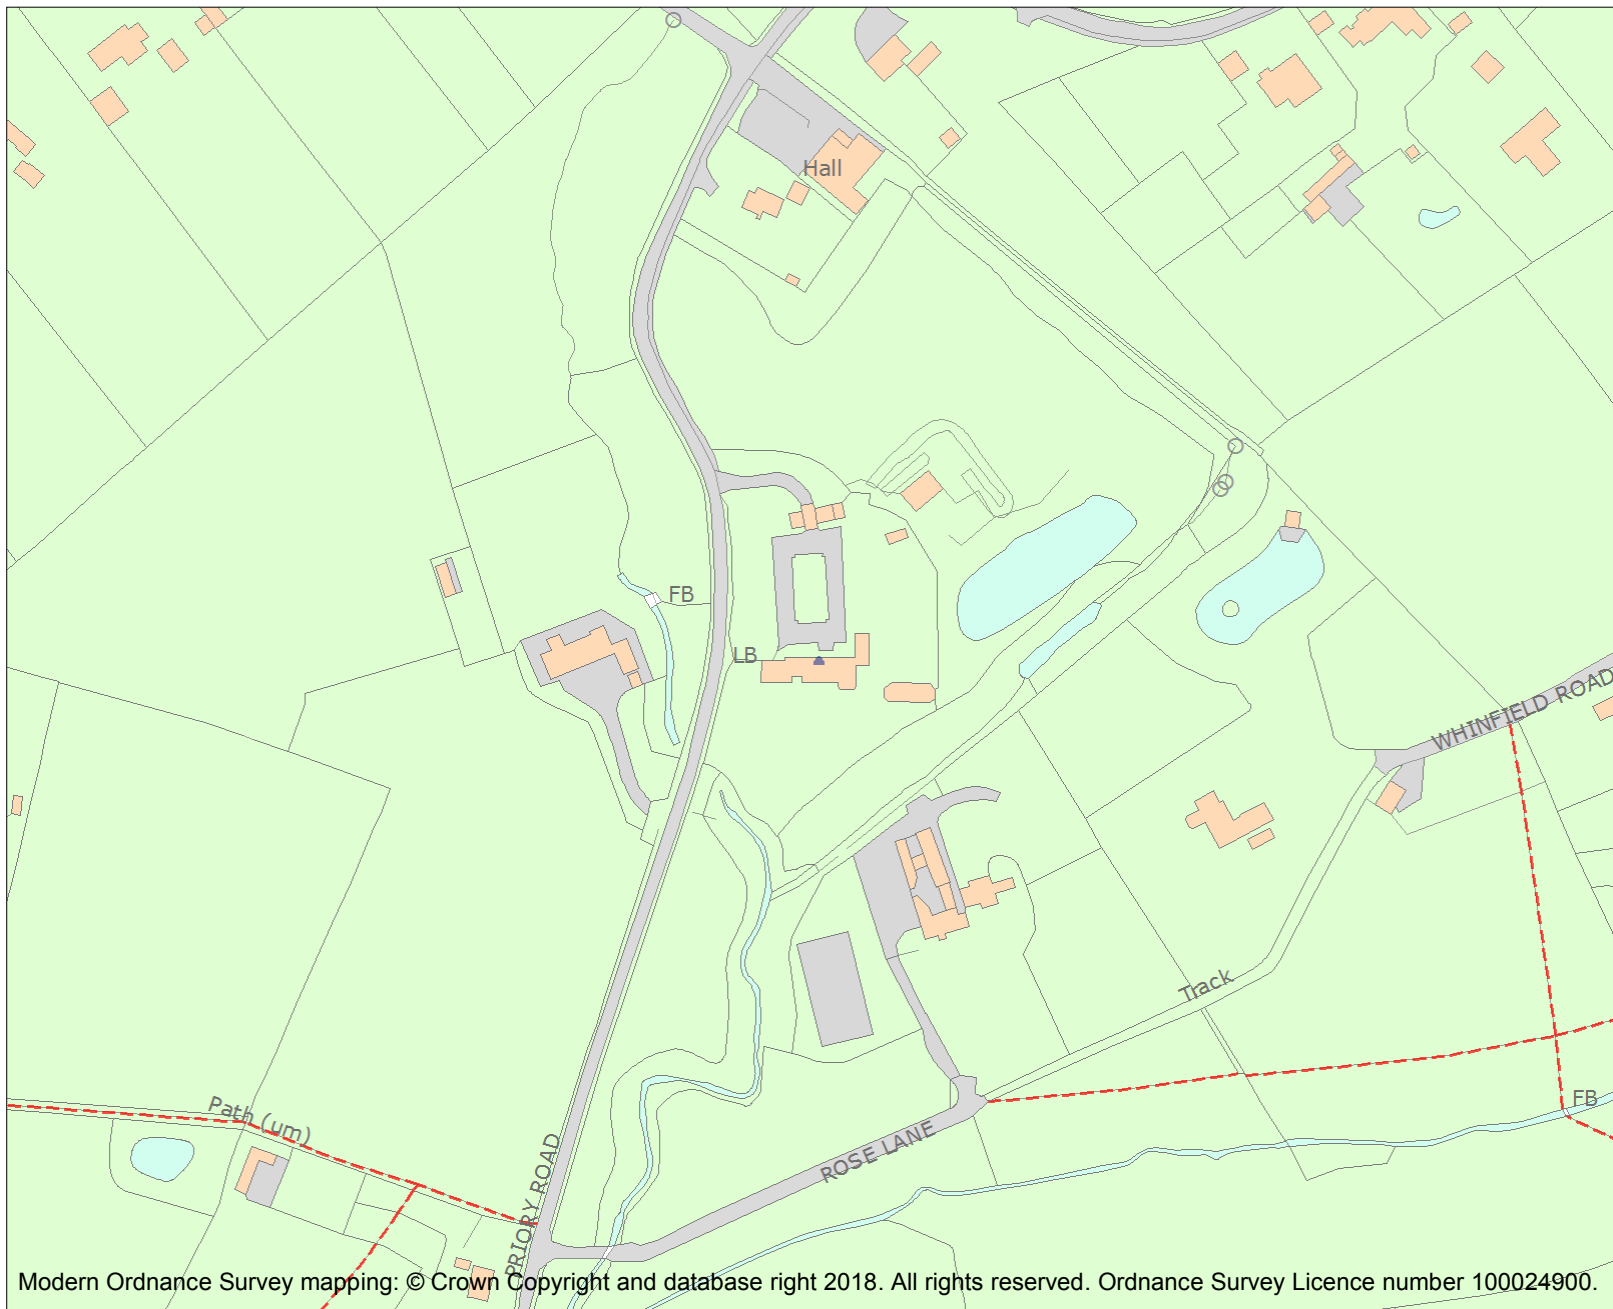 Hall
FB
LB
WHINFIELD ROAD
Track
FB
Path (um)
ROSE LANE
PRIORY ROAD
Modern Ordnance Survey mapping: © Crown Copyright and database right 2018. All rights reserved. Ordnance Survey Licence number 100024900.